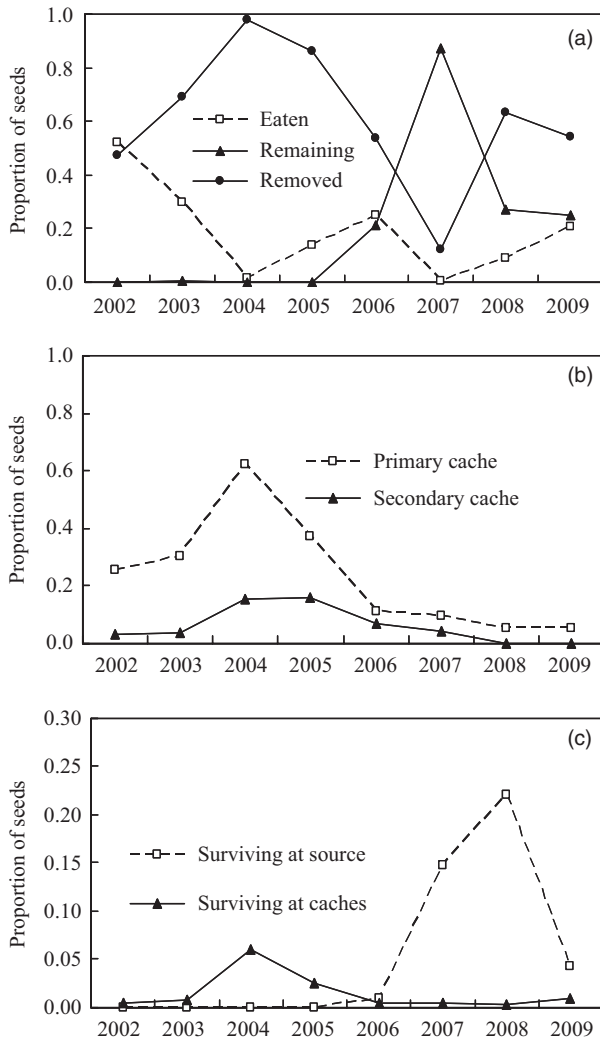 Proportion of seeds
1.0
0.8
0.6
0.4
0.2
0.0
(a)
Eaten
Remaining
Removed
2002 2003 2004 2005 2006 2007 2008 2009
Proportion of seeds
1.0
0.8
0.6
0.4
0.2
0.0
(b)
Primary cache
Secondary cache
2002 2003 2004 2005 2006 2007 2008 2009
Proportion of seeds
0.30
0.25
0.20
0.15
0.10
0.05
0.00
(c)
Surviving at source
Surviving at caches
2002 2003 2004 2005 2006 2007 2008 2009